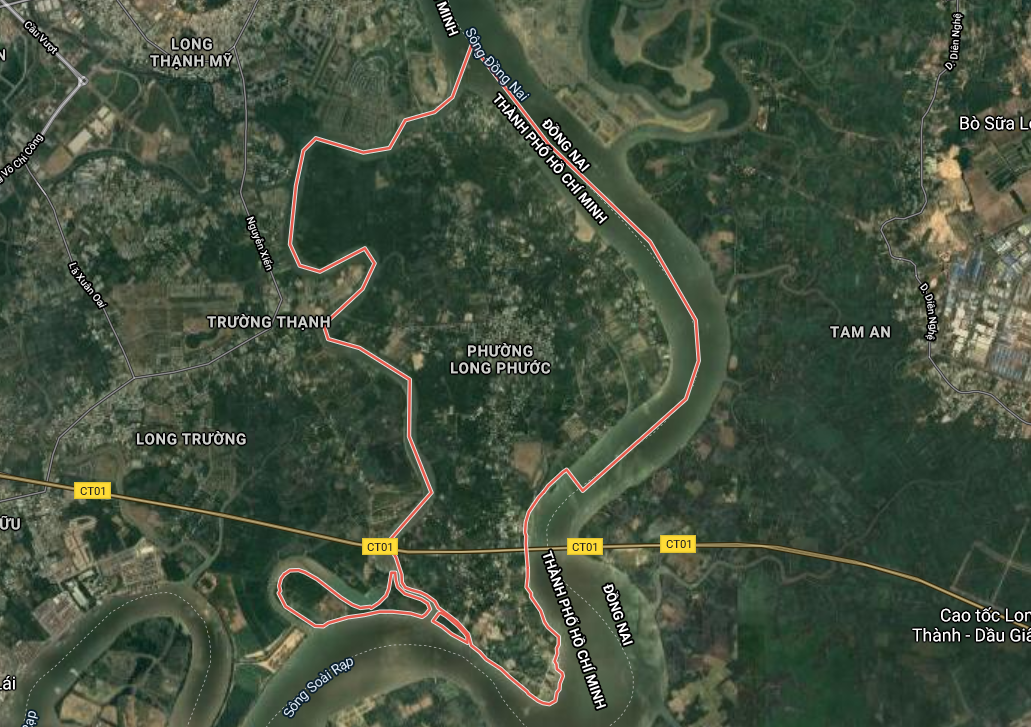 MINH
Cầu Vượt
LONG
THẠNH MỸ
Sông Đồng Nai
Đ. Diên Nghệ
N
Võ Chí Công
ĐỒNG NAI
THÀNH PHỐ HỒ CHÍ MINH
Bò Sữa Lo
Nguyễn Xiển
Lã Xuân Oai
Đ. Diên Nghệ
TRƯỜNG THẠNH
TAM AN
PHƯỜNG
LONG PHƯỚC
LONG TRƯỜNG
CT01
ỮU
CT01
CT01
CT01
THÀNH PHỐ HỒ CHÍ MINH
ĐỒNG NAI
Cao tốc Lon
Thành - Dầu Giâ
Sông Soài Rạp
Lái
ạp